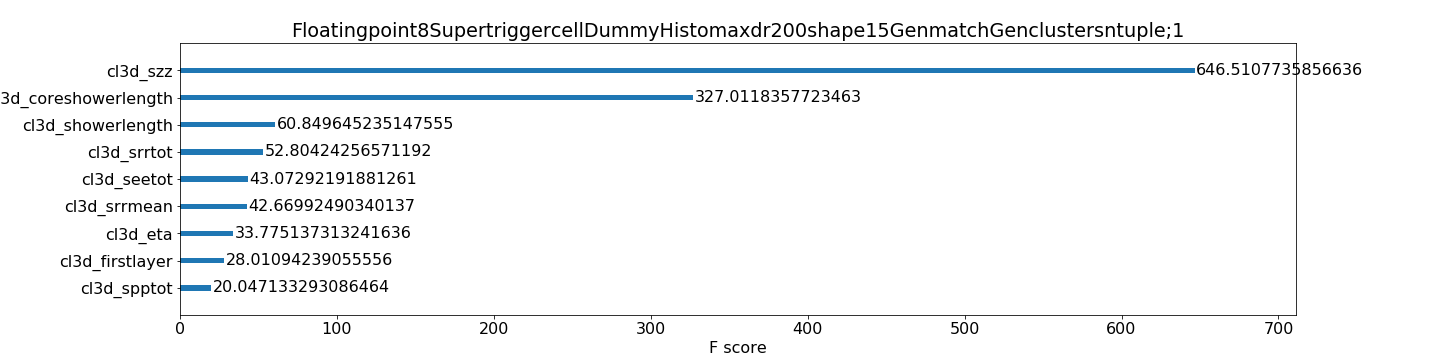 Floatingpoint8SupertriggercellDummyHistomaxdr200shape15GenmatchGenclustersntuple;1
cl3d_szz 646.5107735856636
3d_coreshowerlength 327.0118357723463
cl3d_showerlength 60.849645235147555
cl3d_srrtot 52.80424256571192
cl3d_seetot 43.07292191881261
cl3d_srrmean 42.66992490340137
cl3d_eta 33.775137313241636
cl3d_firstlayer 28.01094239055556
cl3d_spptot 20.047133293086464
0 100 200 300 400 500 600 700
F score